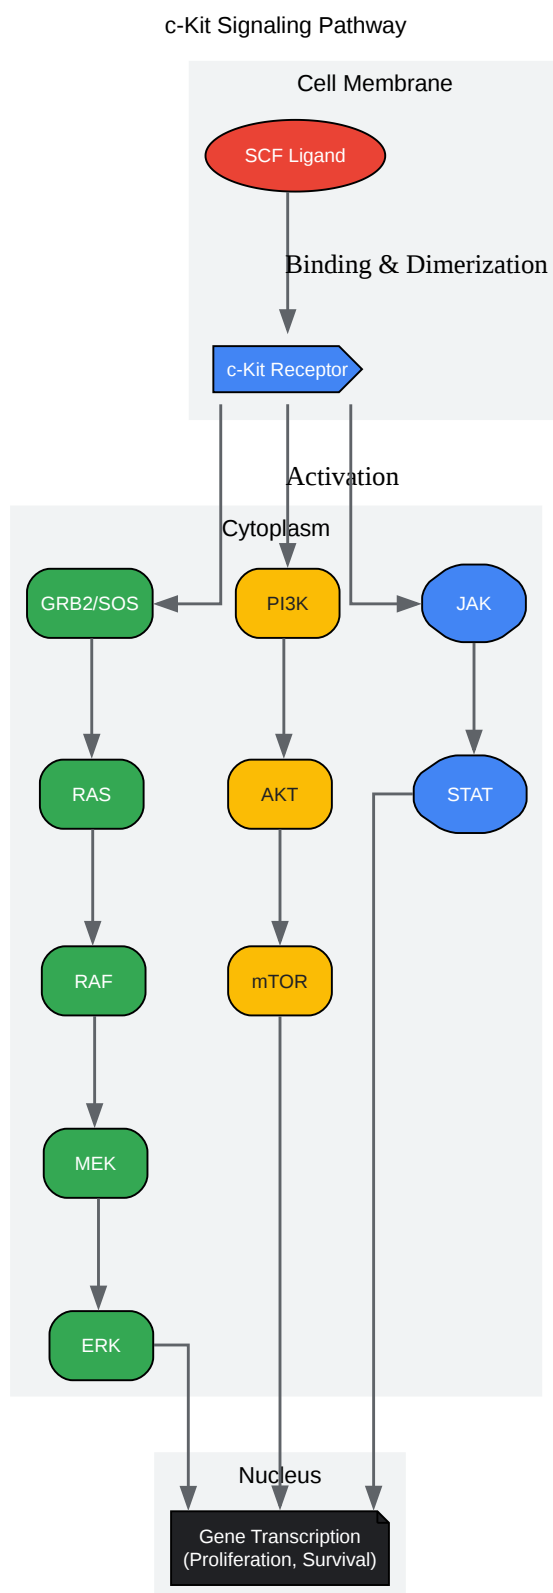 c-Kit Signaling Pathway
Cell Membrane
SCF Ligand
Binding & Dimerization
c-Kit Receptor
Activation
Cytoplasm
GRB2/SOS
PI3K
JAK
RAS
AKT
STAT
RAF
mTOR
MEK
ERK
Nucleus
Gene Transcription
(Proliferation, Survival)